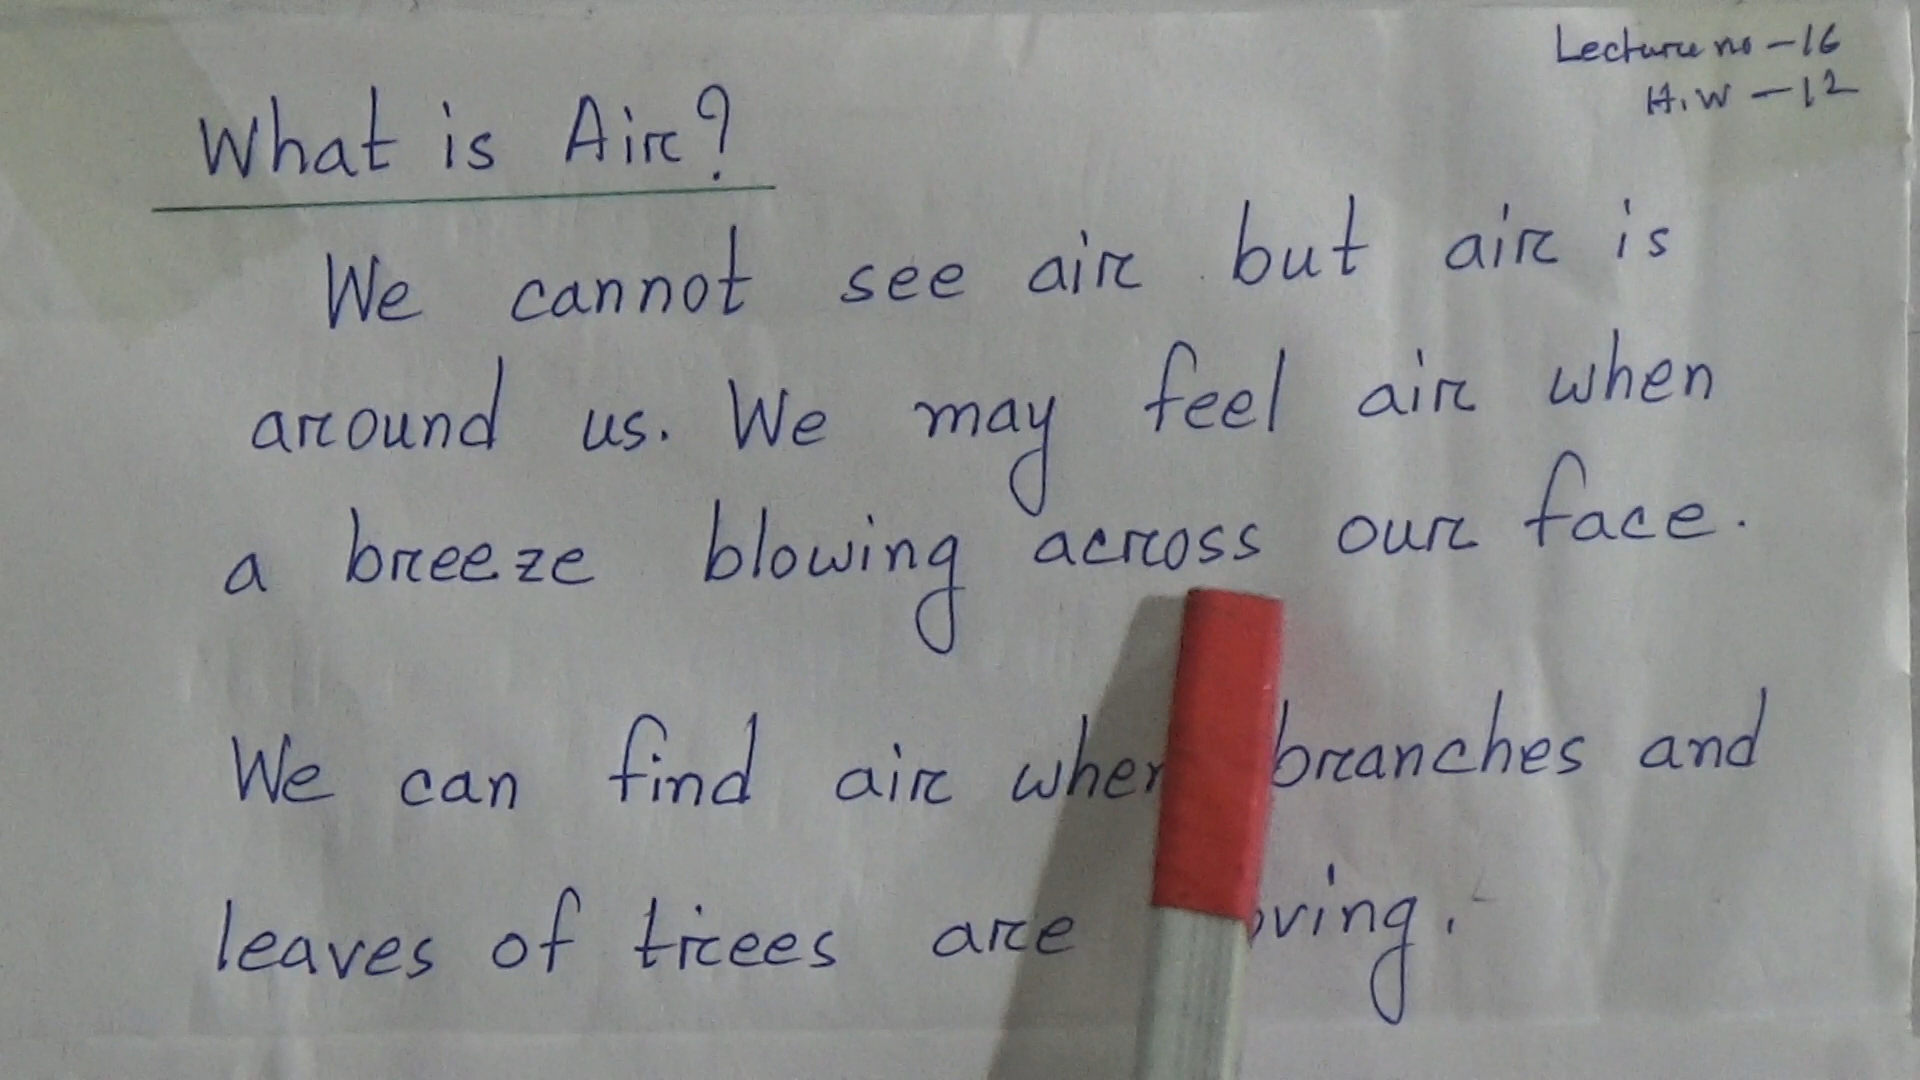 Lecture no - 16
H.W - 12
What is Air?
We cannot see air but air is
around us. We may feel air when
a breeze blowing across our face.
We can find air when branches and
leaves of trees are